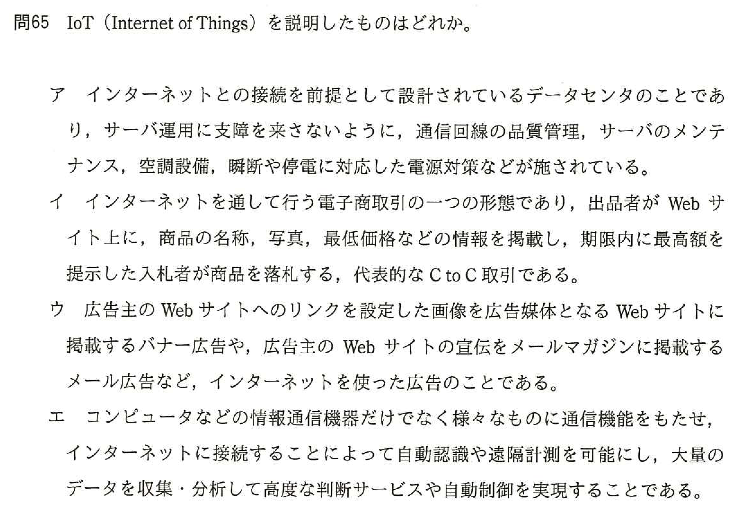 問65 IoT（Internet of Things）を説明したものはどれか。
ア インターネットとの接続を前提として設計されているデータセンタのことであ
り，サーバ運用に支障を来さないように，通信回線の品質管理，サーバのメンテ
ナンス，空調設備，瞬断や停電に対応した電源対策などが施されている。
イ インターネットを通して行う電子商取引の一つの形態であり，出品者が Web サ
イト上に，商品の名称，写真，最低価格などの情報を掲載し，期限内に最高額を
提示した入札者が商品を落札する，代表的な C to C 取引である。
ウ 広告主の Web サイトへのリンクを設定した画像を広告媒体となる Web サイトに
掲載するバナー広告や，広告主の Web サイトの宣伝をメールマガジンに掲載する
メール広告など，インターネットを使った広告のことである。
エ コンピュータなどの情報通信機器だけでなく様々なものに通信機能をもたせ，
インターネットに接続することによって自動認識や遠隔計測を可能にし，大量の
データを収集・分析して高度な判断サービスや自動制御を実現することである。